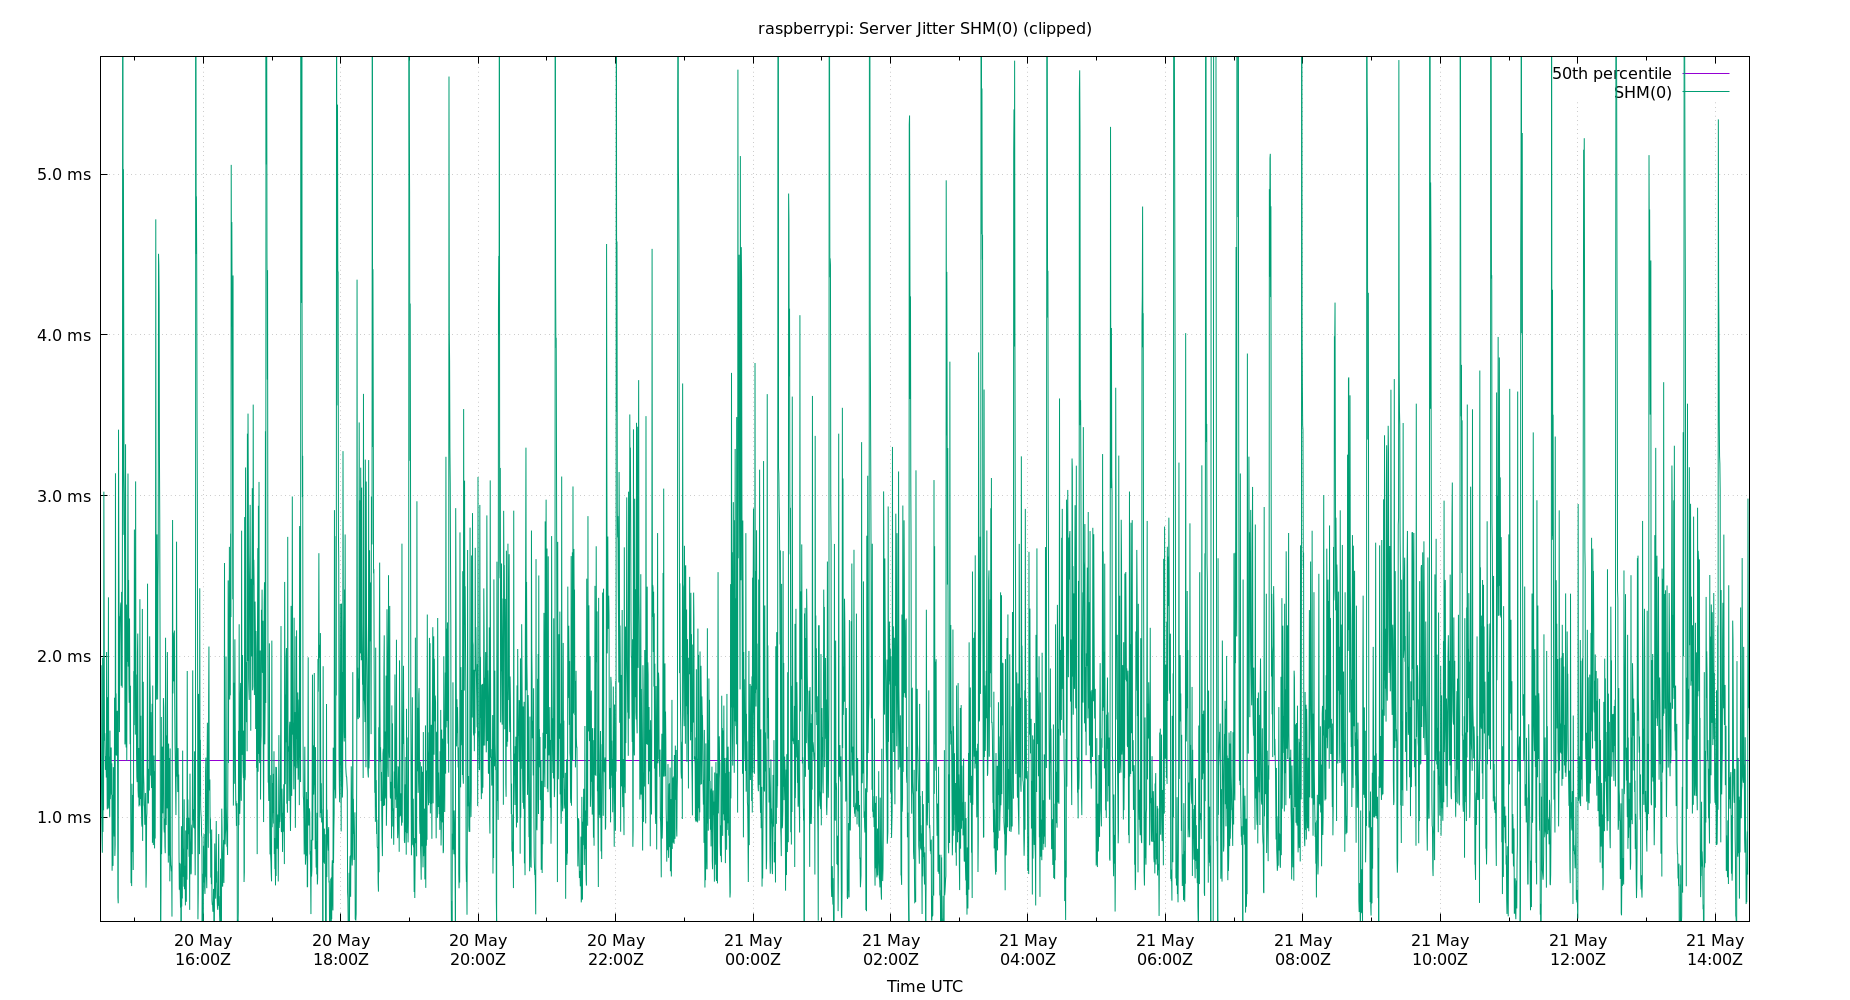 raspberrypi: Server Jitter SHM(0) (clipped)
50th percentile
SHM(0)
5.0 ms
4.0 ms
3.0 ms
2.0 ms
1.0 ms
20 May 20 May 20 May 20 May 21 May 21 May 21 May 21 May 21 May 21 May 21 May 21 May
16:00Z 18:00Z 20:00Z 22:00Z 00:00Z 02:00Z 04:00Z 06:00Z 08:00Z 10:00Z 12:00Z 14:00Z
Time UTC